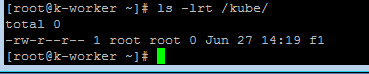 [root@k-worker ~]# ls -lrt /kube/
total 0
-rw-r--r-- 1 root root 0 Jun 27 14:19 f1
[root@k-worker ~]#